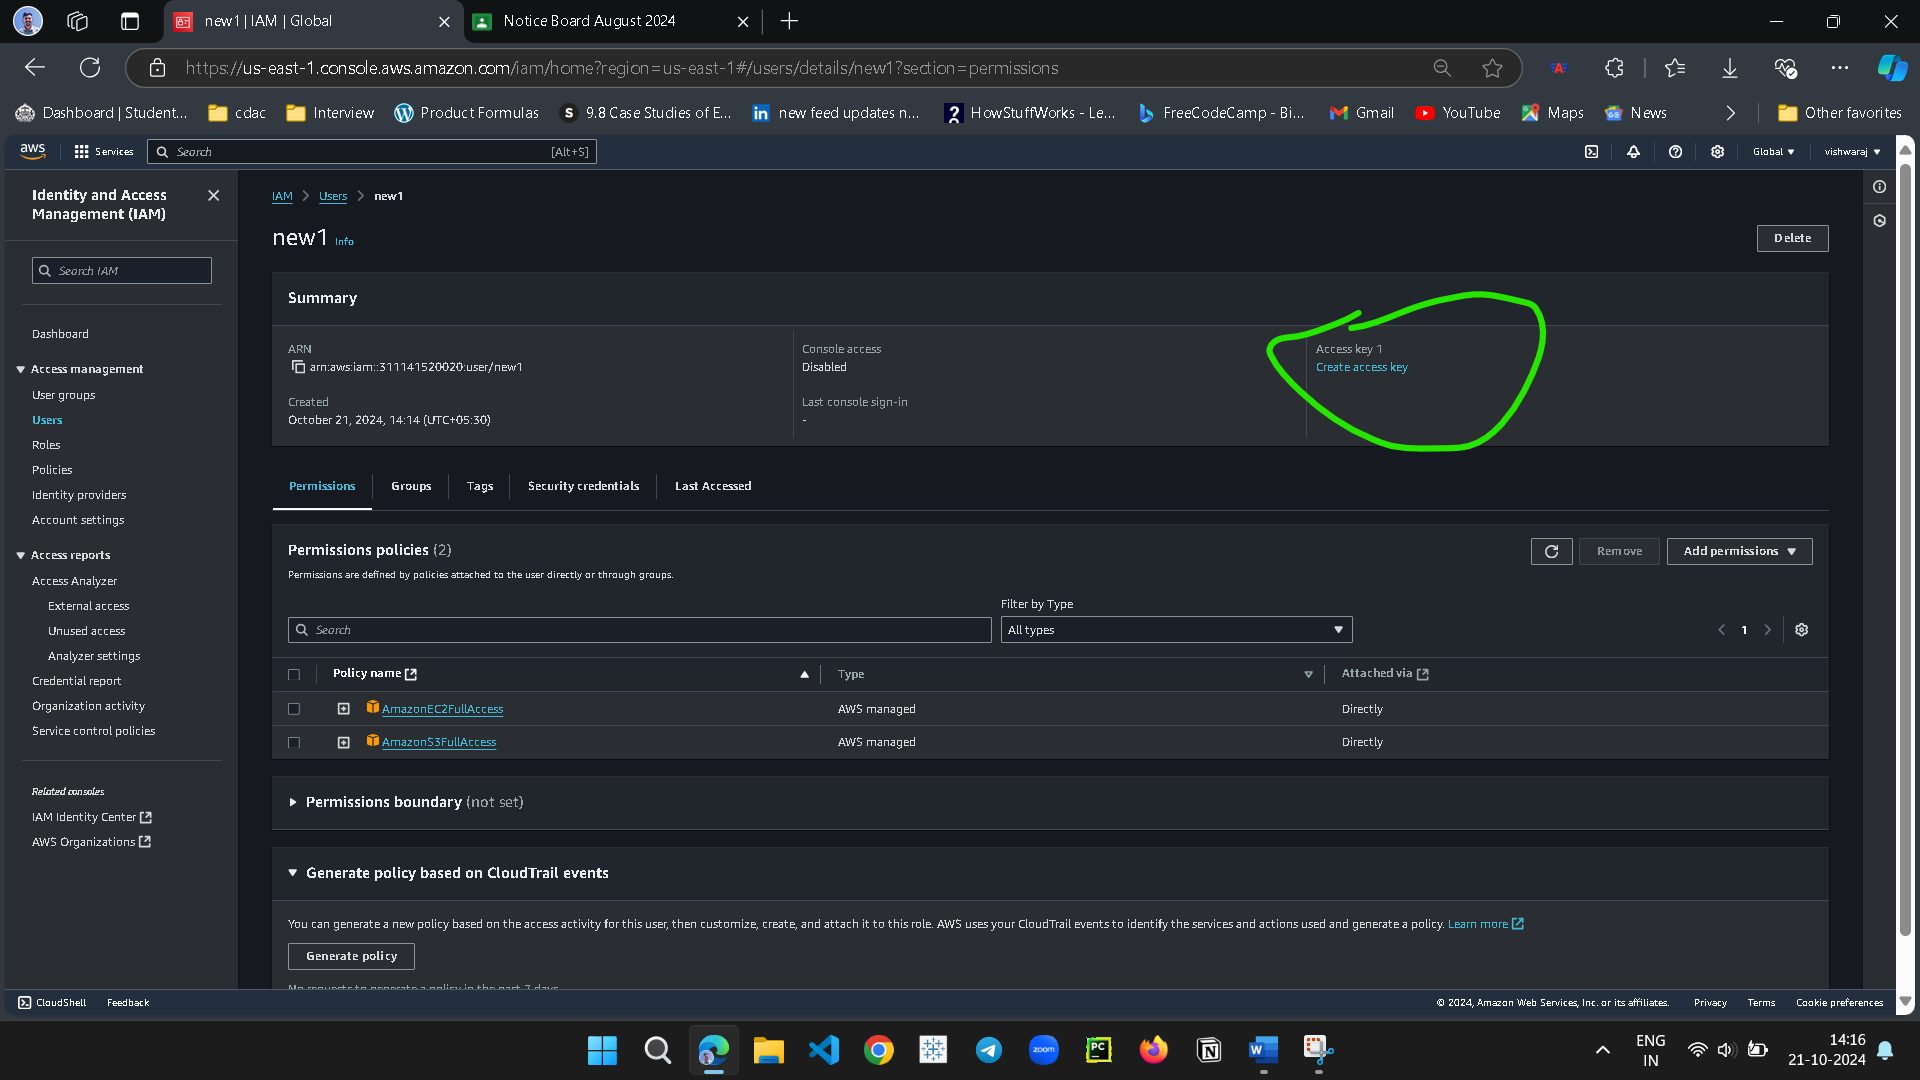 new1 | IAM | Global
Notice Board August 2024
https://us-east-1.console.aws.amazon.com/iam/home?region=us-east-1#/users/details/new1?section=permissions
Dashboard | Student...
cdac
Interview
Product Formulas
9.8 Case Studies of E...
new feed updates n...
HowStuffWorks - Le...
FreeCodeCamp - Bi...
Gmail
YouTube
Maps
News
Other favorites
aws
Services
Search
[Alt+S]
Global
vishwaraj
Identity and Access
Management (IAM)
Search IAM
Dashboard
Access management
User groups
Users
Roles
Policies
Identity providers
Account settings
Access reports
Access Analyzer
External access
Unused access
Analyzer settings
Credential report
Organization activity
Service control policies
Related consoles
IAM Identity Center
AWS Organizations
IAM
Users
new1
new1 Info
Delete
Summary
ARN
arn:aws:iam::311141520020:user/new1
Created
October 21, 2024, 14:14 (UTC+05:30)
Console access
Disabled
Last console sign-in
-
Access key 1
Create access key
Permissions
Groups
Tags
Security credentials
Last Accessed
Permissions policies (2)
Permissions are defined by policies attached to the user directly or through groups.
Remove
Add permissions
Filter by Type
Search
All types
1
Policy name
Type
Attached via
AmazonEC2FullAccess
AWS managed
Directly
AmazonS3FullAccess
AWS managed
Directly
Permissions boundary (not set)
Generate policy based on CloudTrail events
You can generate a new policy based on the access activity for this user, then customize, create, and attach it to this role. AWS uses your CloudTrail events to identify the services and actions used and generate a policy. Learn more
Generate policy
No requests to generate a policy in the past 7 days
CloudShell
Feedback
© 2024, Amazon Web Services, Inc. or its affiliates.
Privacy
Terms
Cookie preferences
zoom
PC
ENG
IN
14:16
21-10-2024